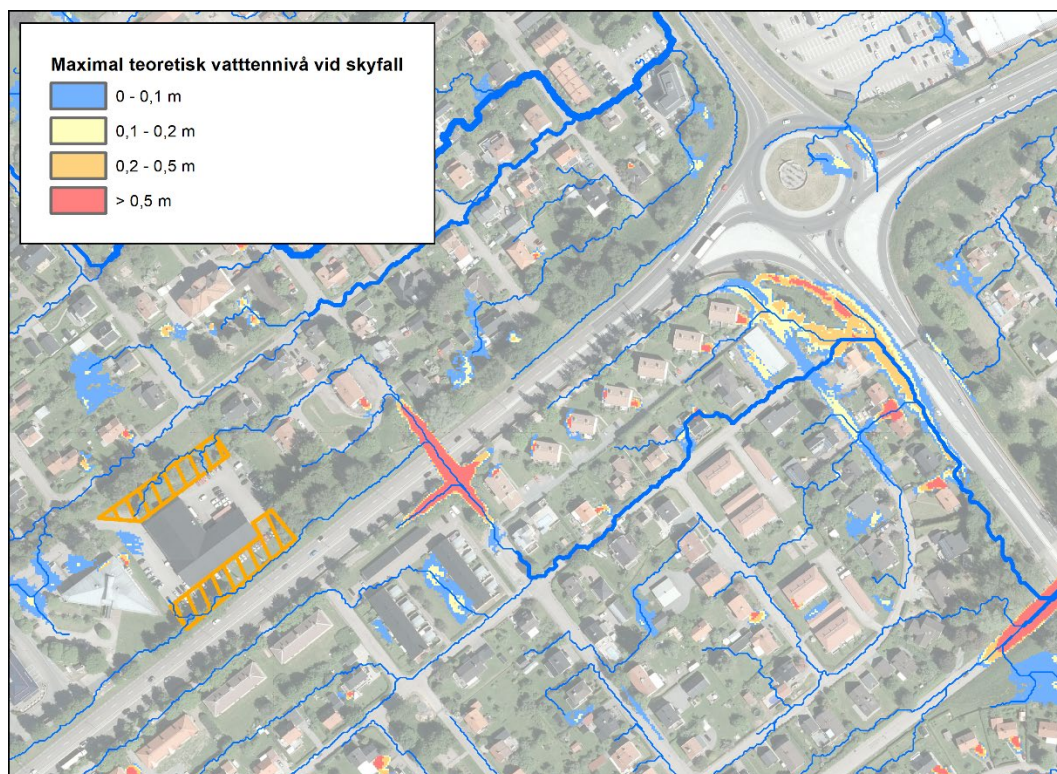 Maximal teoretisk vatttennivå vid skyfall
0 - 0,1 m
0,1 - 0,2 m
0,2 - 0,5 m
> 0,5 m